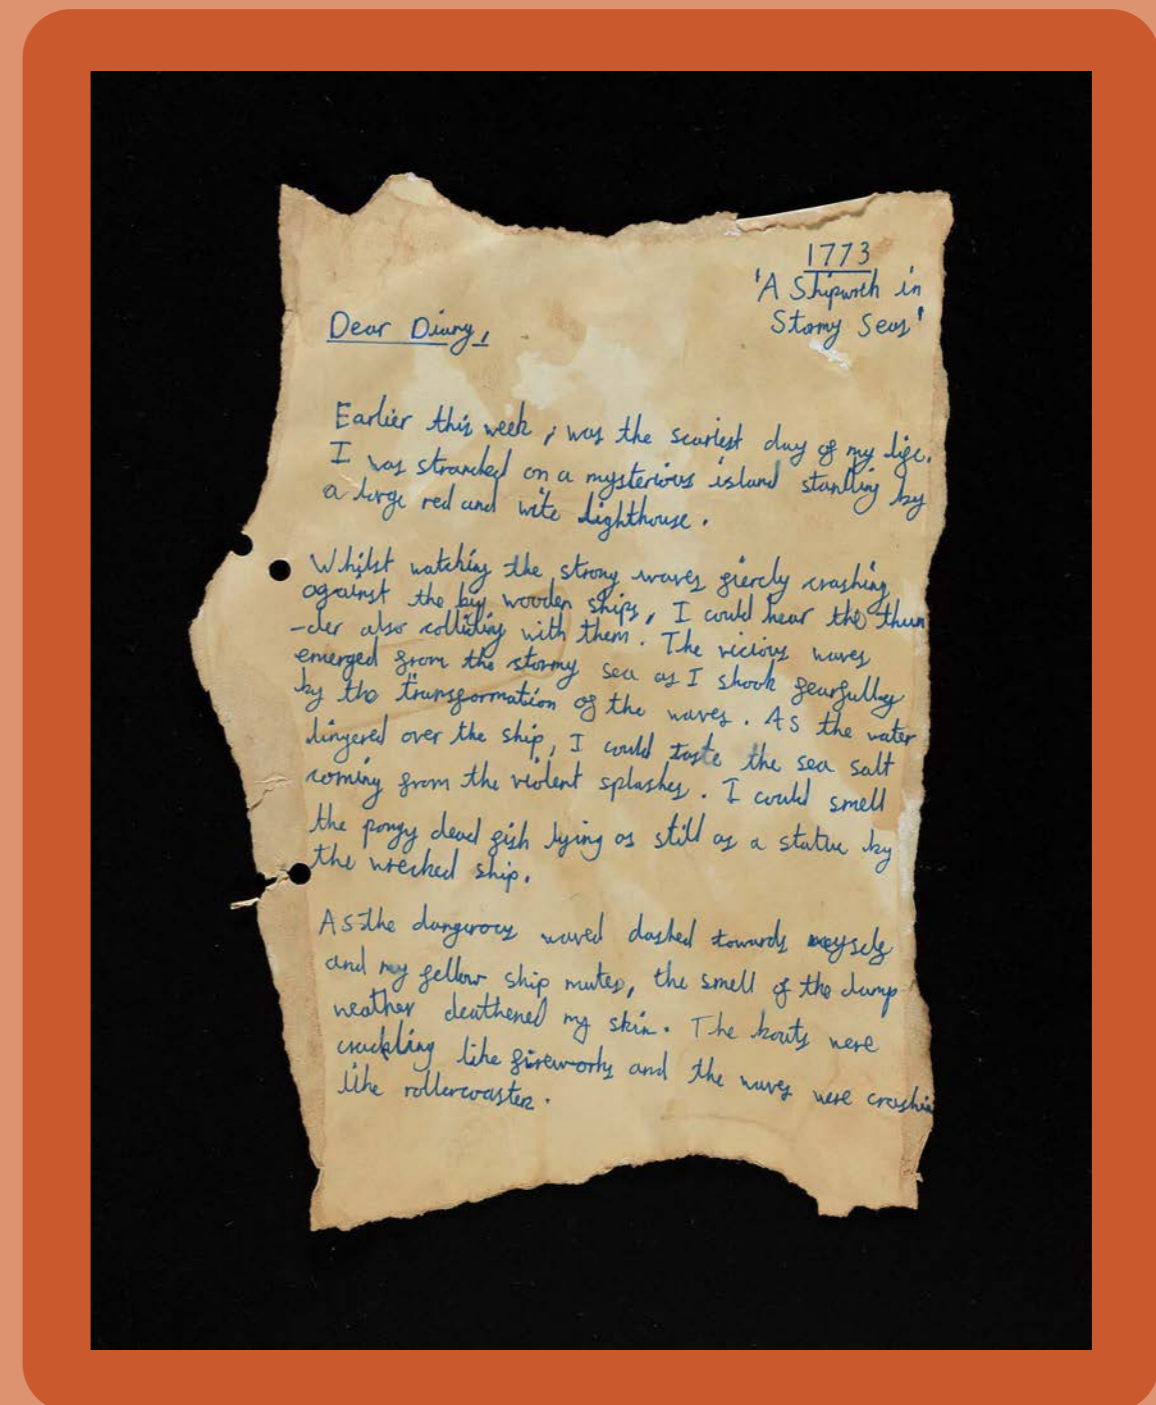 1773
'A Shipwrth in
Stormy Seas'
Dear Diary,
Earlier this week, was the scariest day of my life.
I was stranded on a mysterious island standing by
a large red and wite lighthouse.
Whilst watching the strong waves fiercly crashing
against the big wooden ships, I could hear the thun
-der also colliding with them. The vicious waves
emerged from the stormy sea as I shook fearfulley
by the transformation of the waves. As the water
lingered over the ship, I could taste the sea salt
coming from the violent splashes. I could smell
the pongy dead fish lying as still as a statue by
the wrecked ship.
As the dangerous waved dashed towards myself
and my fellow ship mates, the smell of the damp
weather deathened my skin. The boats were
crackling like fireworks and the waves were crashin
like rollercoaster.